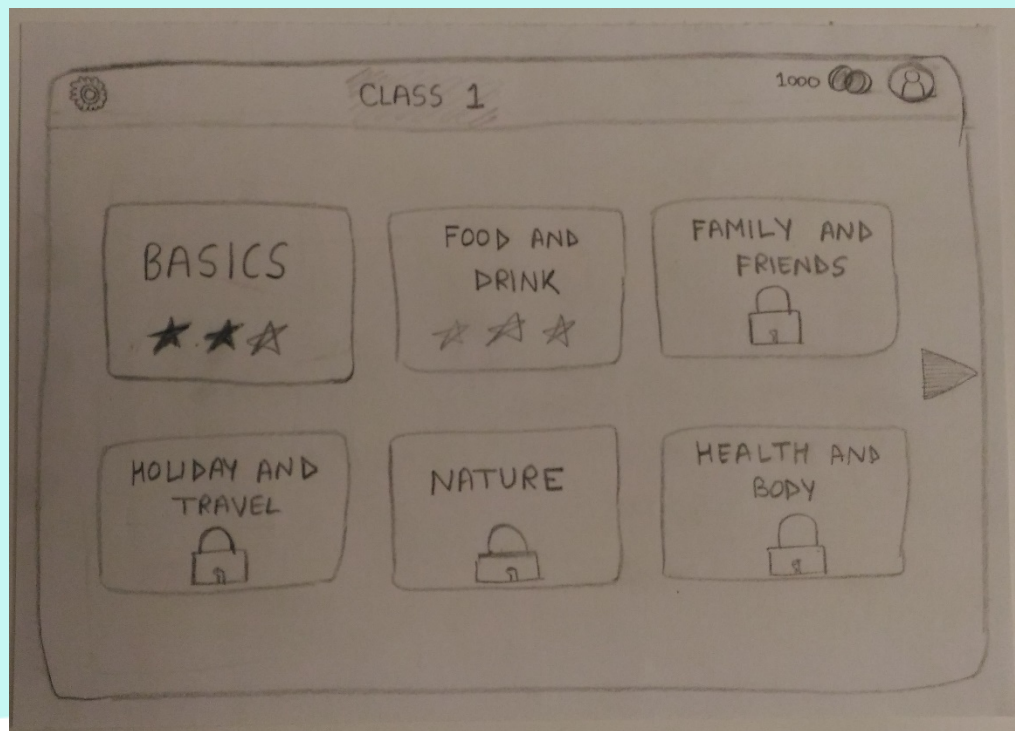 CLASS 1
1000
BASICS
FOOD AND
DRINK
FAMILY AND
FRIENDS
HOLIDAY AND
TRAVEL
NATURE
HEALTH AND
BODY